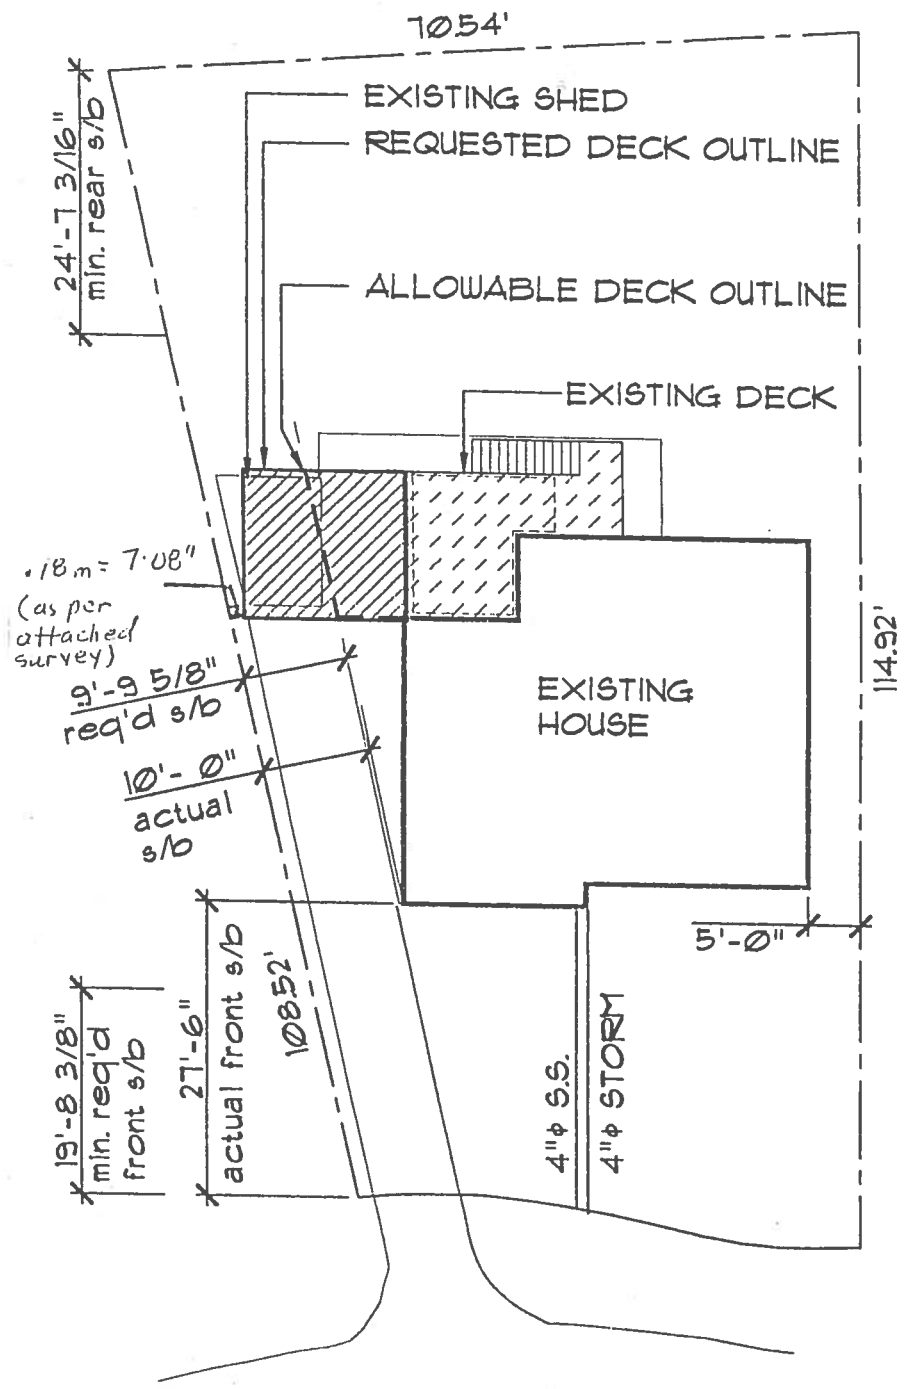 70.54'
EXISTING SHED
REQUESTED DECK OUTLINE
24'-7 3/16"
min. rear s/b
ALLOWABLE DECK OUTLINE
EXISTING DECK
.18m = 7.08"
(as per
attached
survey)
9'-9 5/8"
req'd s/b
10'-0"
actual
s/b
EXISTING
HOUSE
114.92'
5'-0"
108.52'
27'-6"
actual front s/b
19'-8 3/8"
min. req'd
front s/b
4"φ S.S.
4"φ STORM